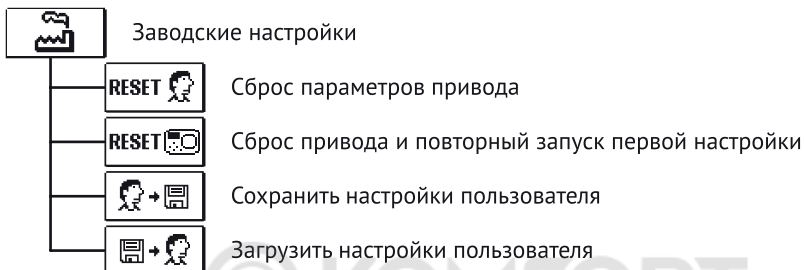 Заводские настройки
RESET Сброс параметров привода
RESET Сброс привода и повторный запуск первой настройки
Сохранить настройки пользователя
Загрузить настройки пользователя